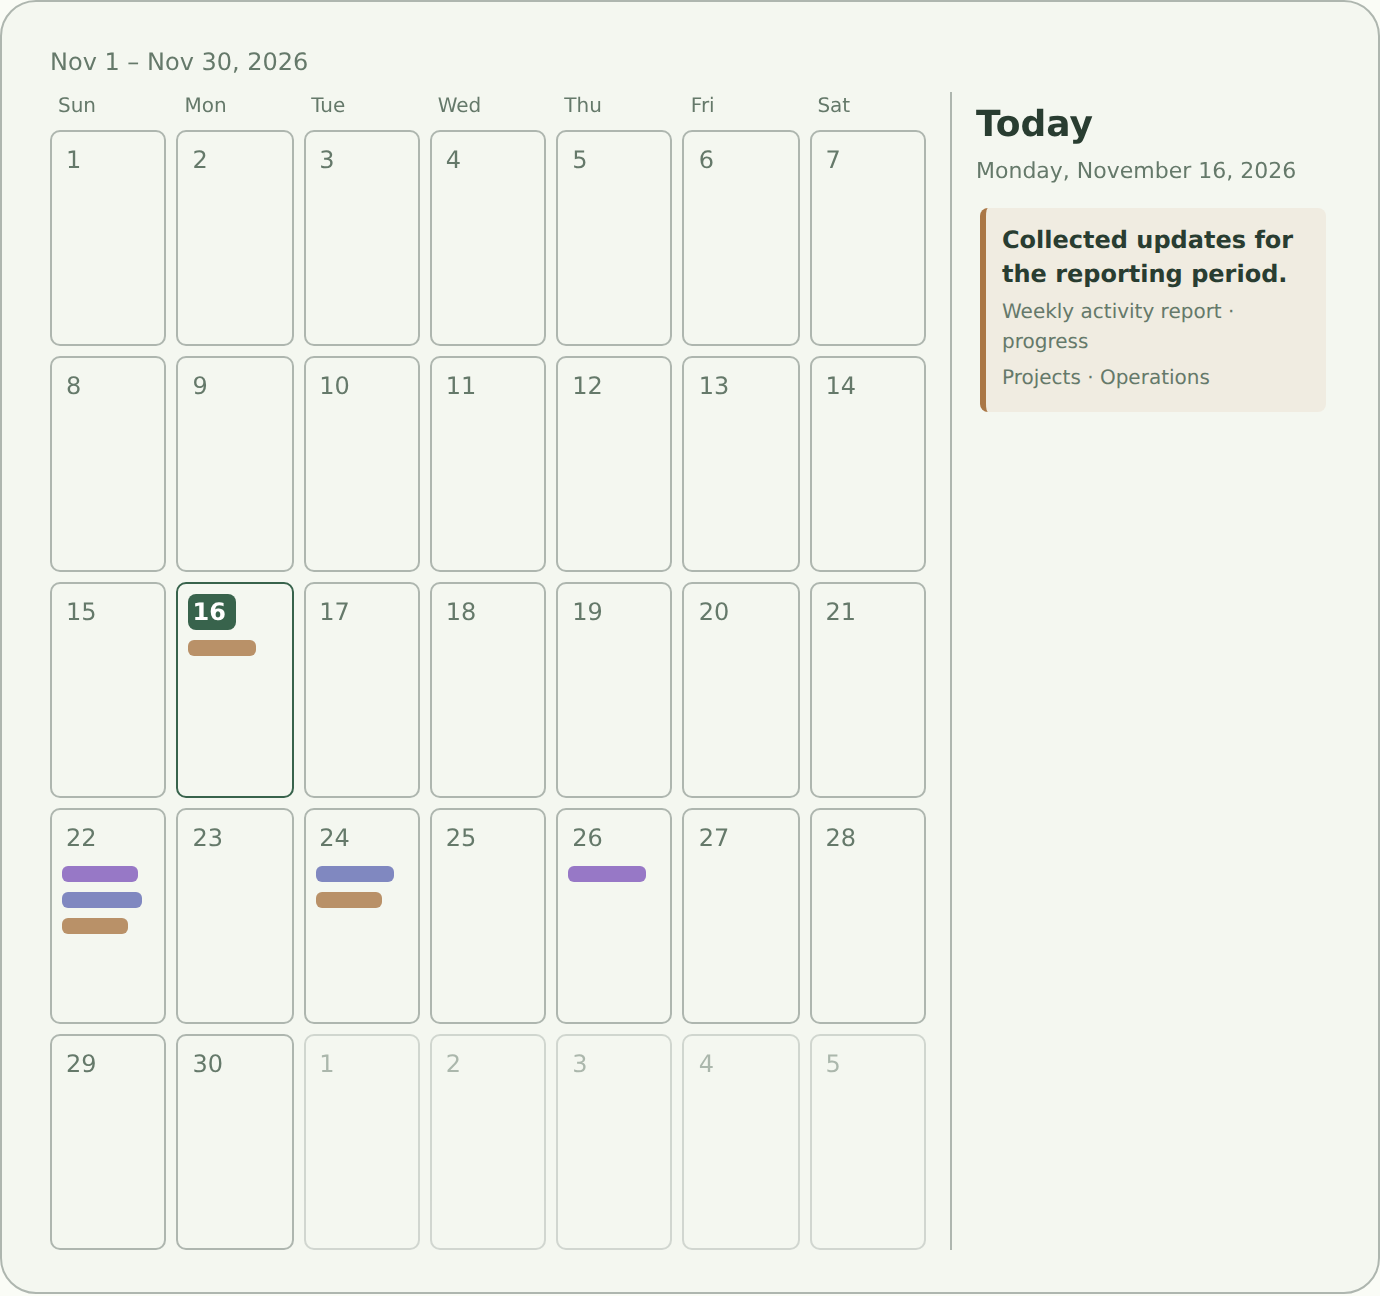 Nov 1 – Nov 30, 2026
Sun Mon Tue Wed Thu Fri Sat
1 2 3 4 5 6 7
8 9 10 11 12 13 14
15 16 17 18 19 20 21
22 23 24 25 26 27 28
29 30 1 2 3 4 5
Today
Monday, November 16, 2026
Collected updates for
the reporting period.
Weekly activity report ·
progress
Projects · Operations